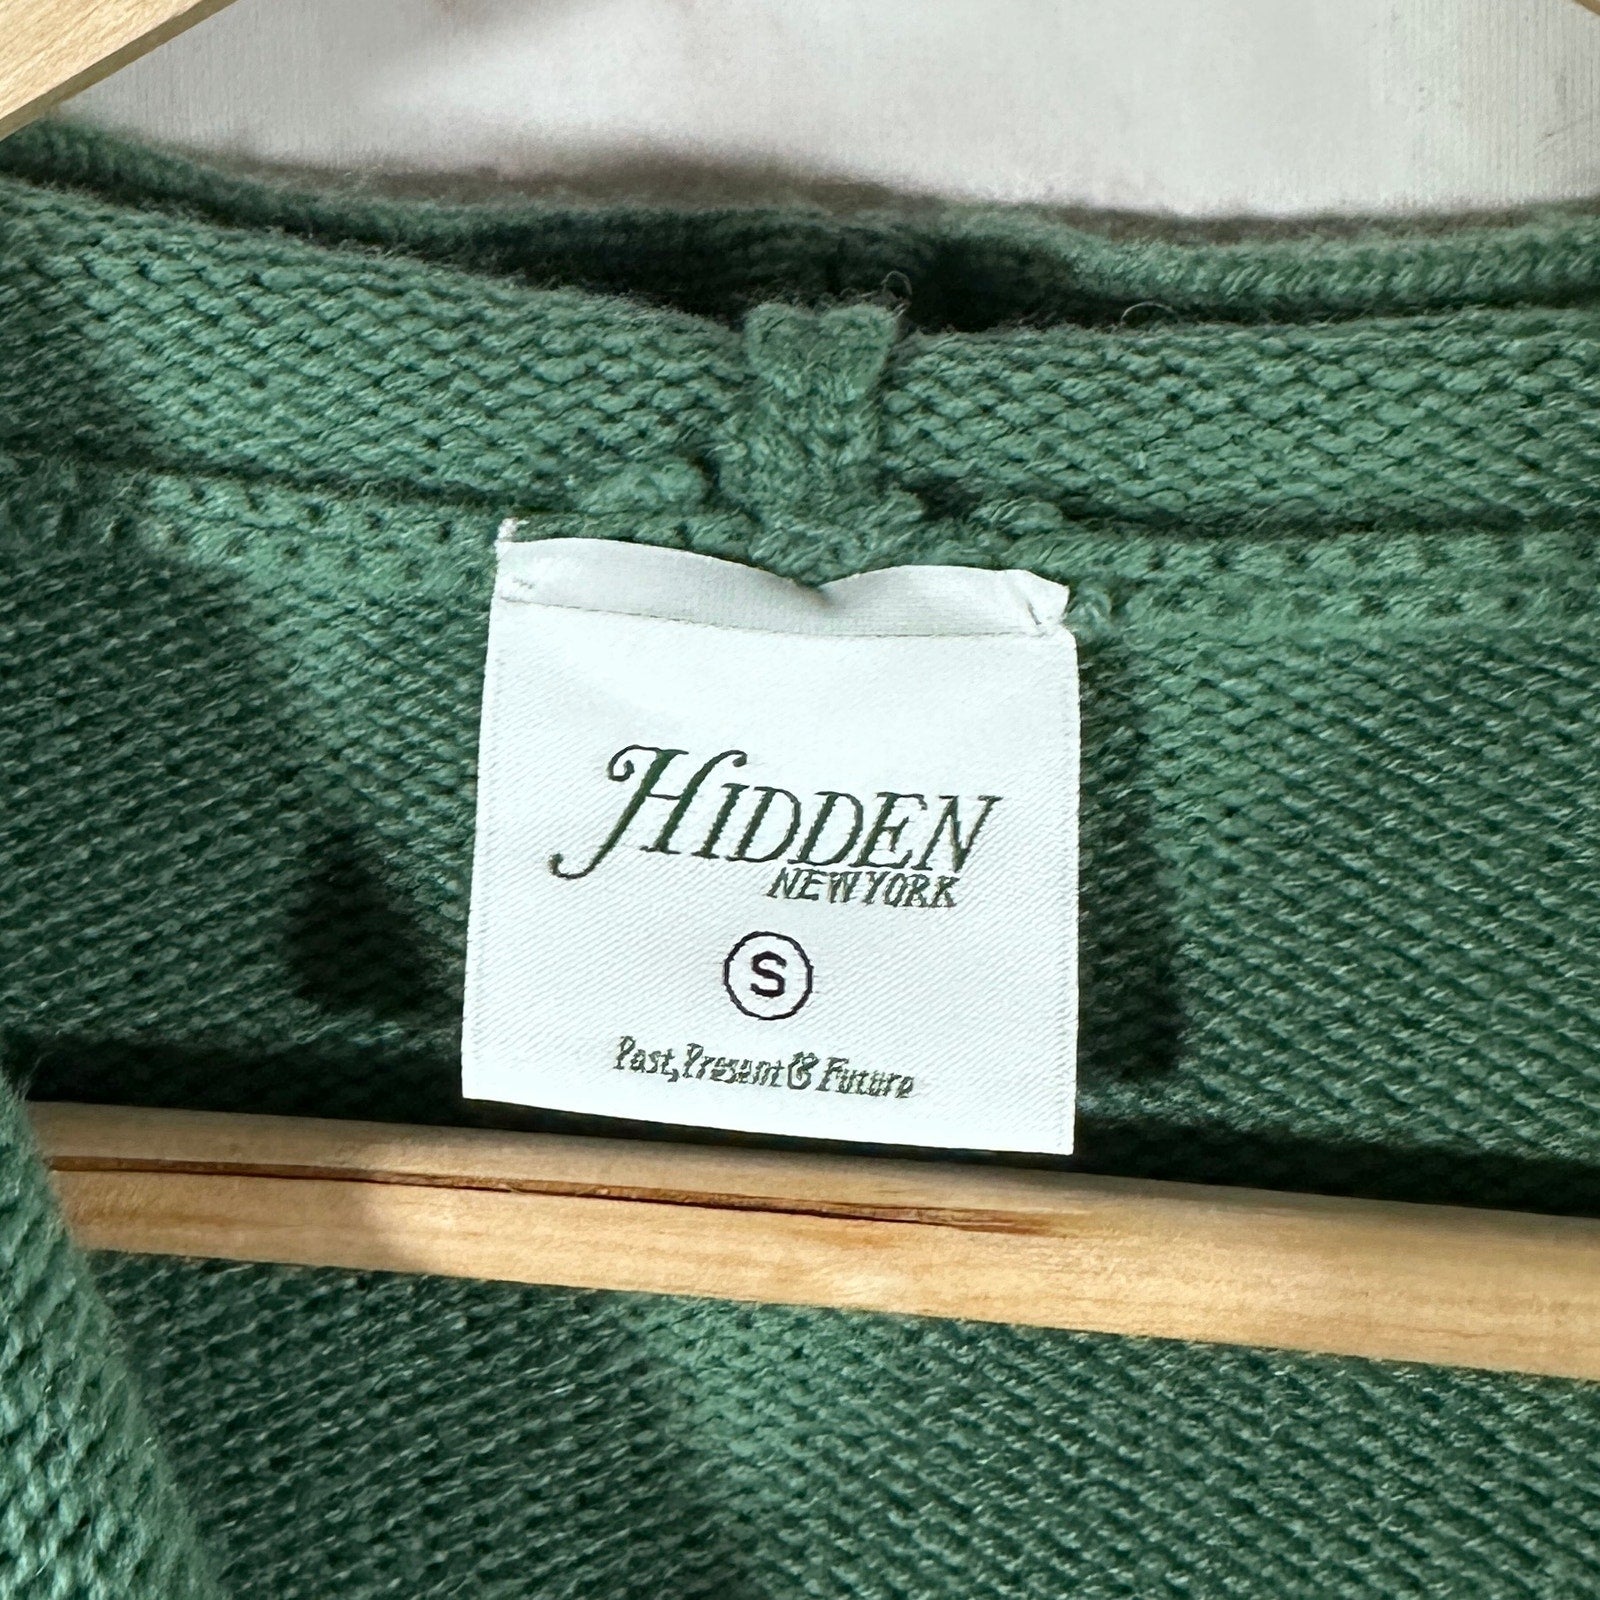 HIDDEN
NEW YORK
S
Past, Present & Future